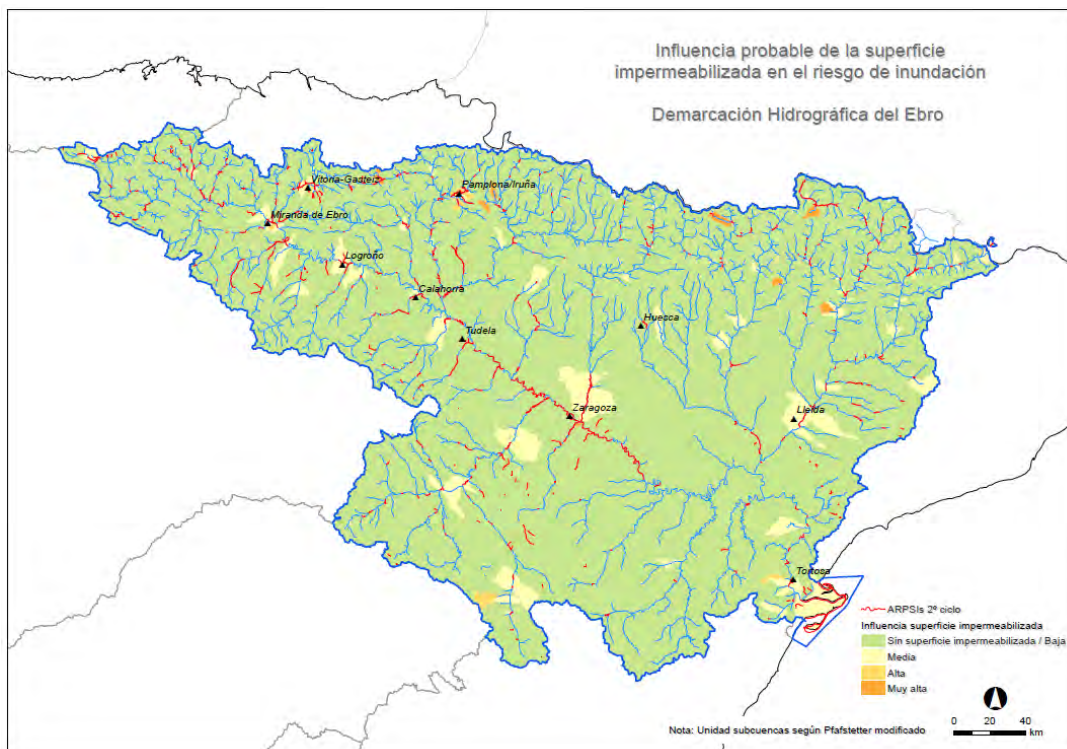 Influencia probable de la superficie
impermeabilizada en el riesgo de inundación
Demarcación Hidrográfica del Ebro
Vitoria-Gasteiz
Pamplona/Iruña
Miranda de Ebro
Logroño
Calahorra
Huesca
Tudela
Zaragoza
Lleida
Tortosa
ARPSIs 2º ciclo
Influencia superficie impermeabilizada
Sin superficie impermeabilizada / Baja
Media
Alta
Muy alta
Nota: Unidad subcuencas según Pfafstetter modificado
0 20 40
km